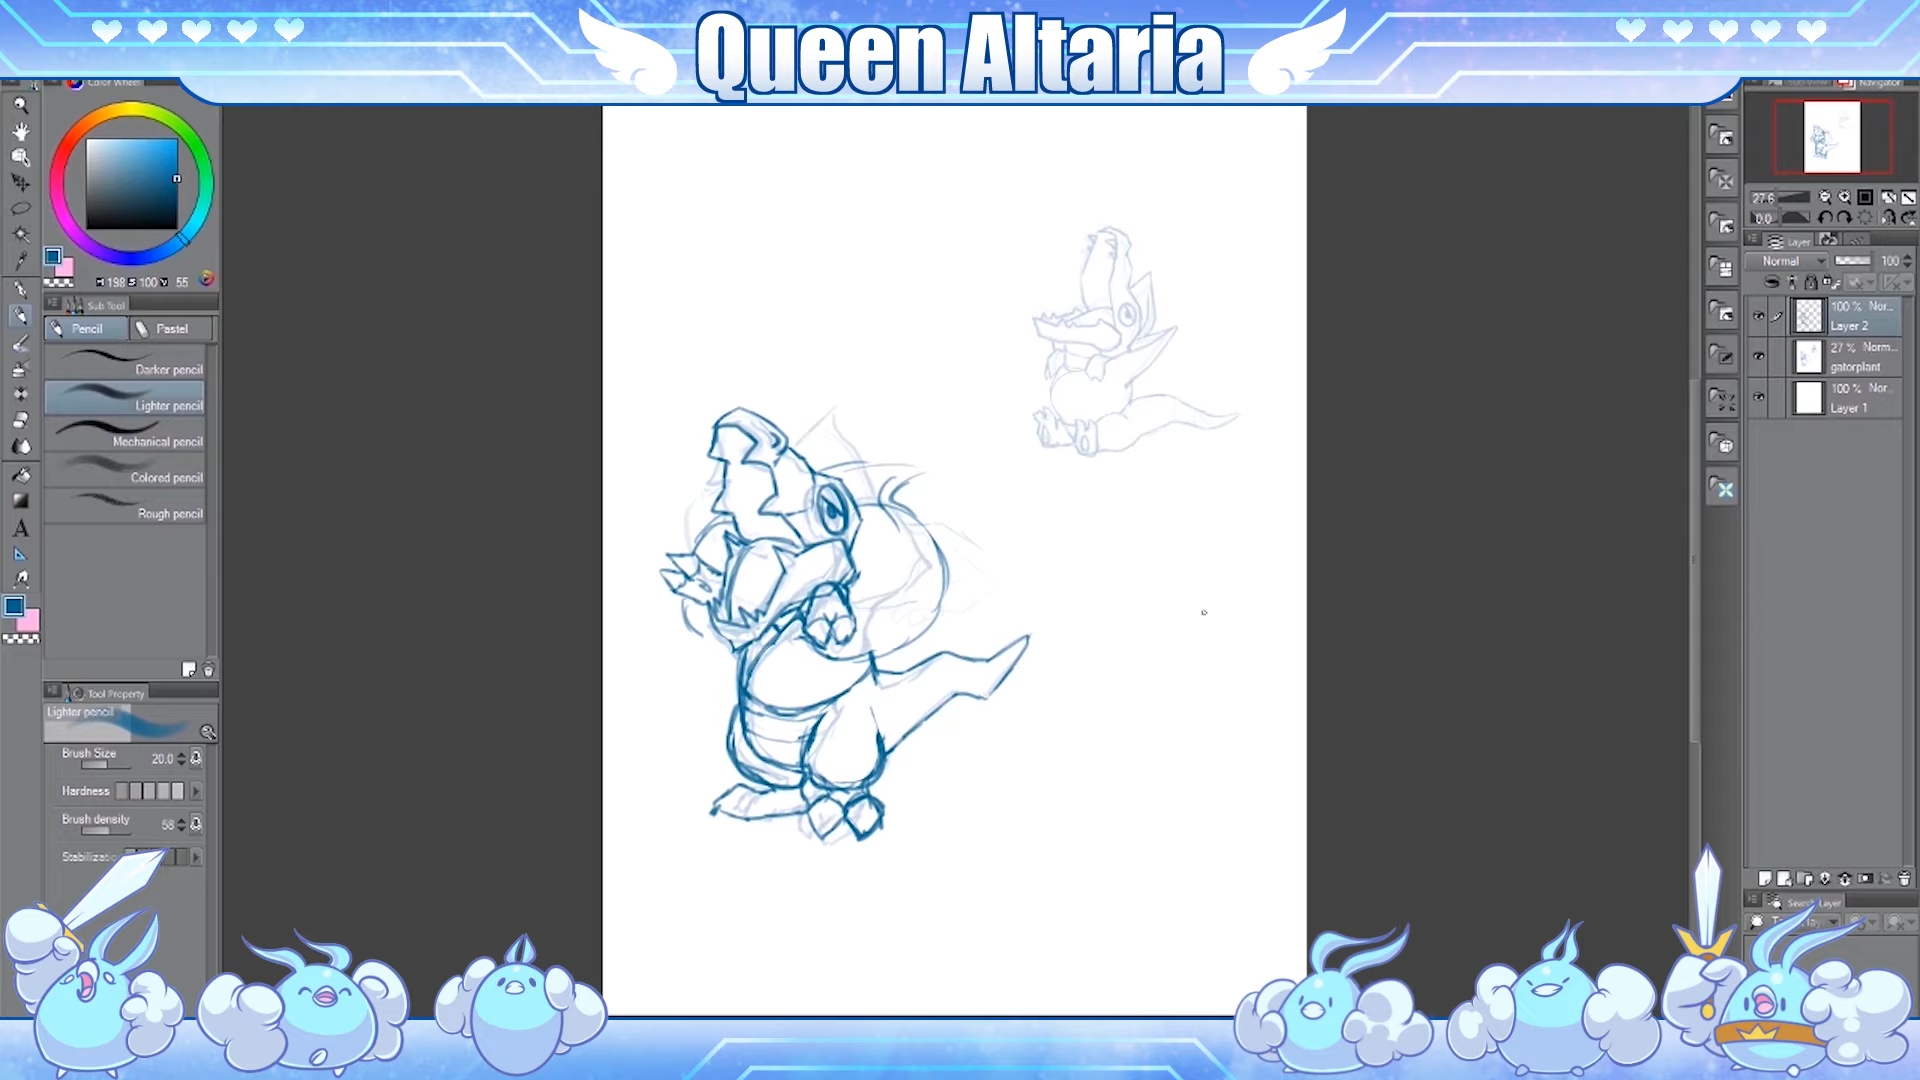 Queen Altaria
Color Wheel
Navigator
198 S 100 V 55
27.6
0.0
Sub Tool
Layer
Pencil
Pastel
Normal
100
Darker pencil
Lighter pencil
Mechanical pencil
Colored pencil
Rough pencil
100 % Nor...
Layer 2
27 % Norm...
gatorplant
100 % Nor...
Layer 1
Tool Property
Lighter pencil
Brush Size
20.0
Hardness
Brush density
58
Search Layer
A